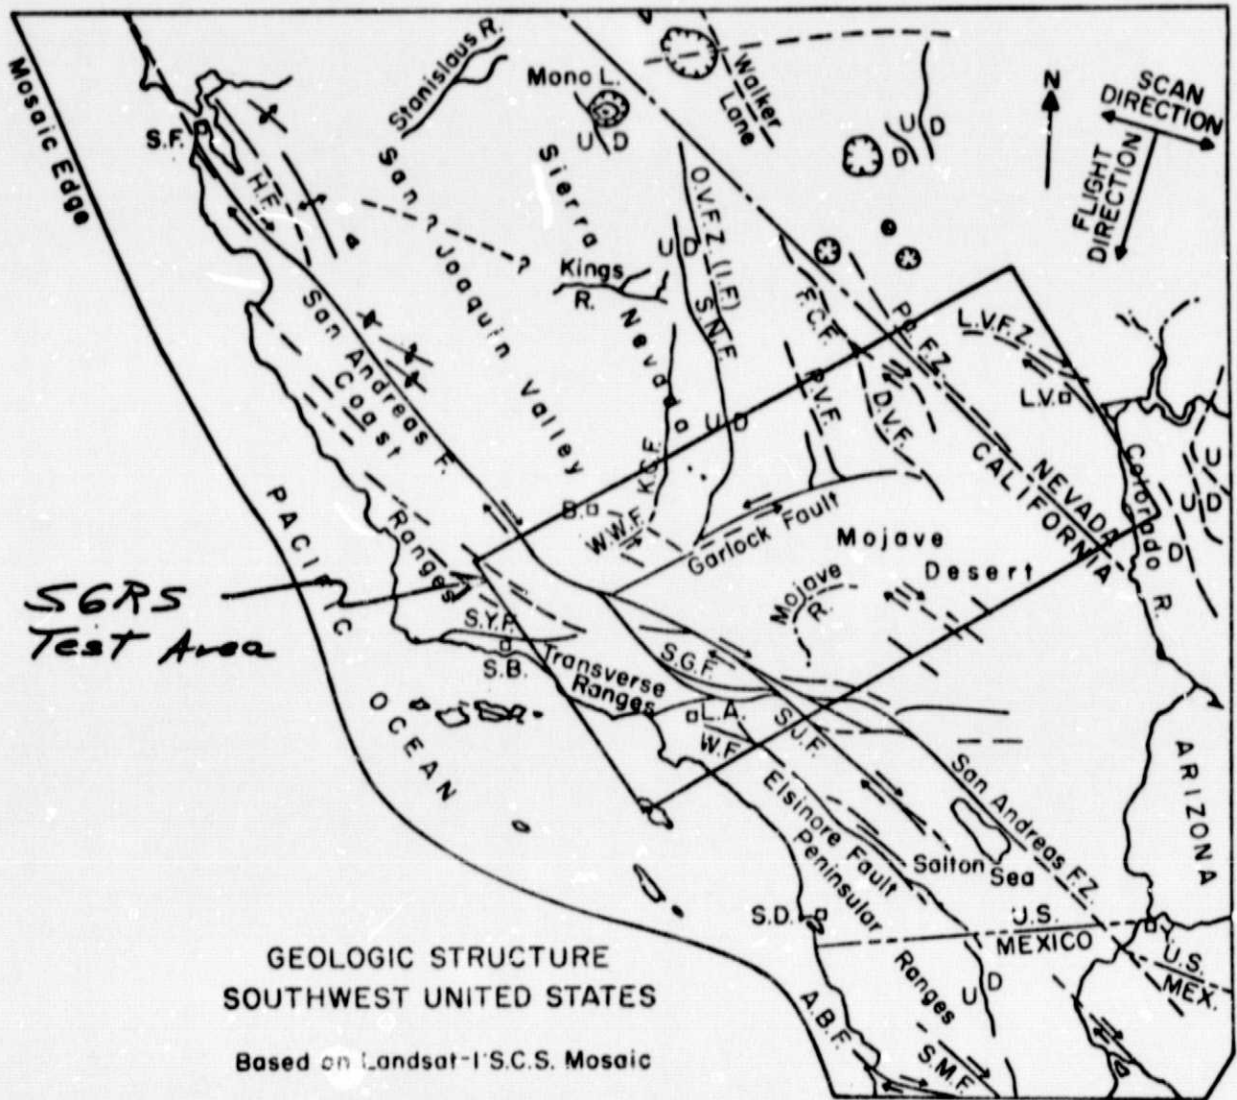 Mosaic Edge
S.F.
H.F.
Stanislaus R.
Mono L.
U D
Walker
Lane
U D
D
N
SCAN
DIRECTION
FLIGHT
DIRECTION
San
Joaquin
Valley
Sierra
Nevada
Kings
R.
U D
O.V.F.Z. (I.F.)
S.N.F.
F.C.F.
P.V.F.
D.V.F.
L.V.F.Z.
L.V.
San Andreas F.
Coast
Ranges
U D
K.C.F.
B.
W.W.F.
Garlock Fault
CALIFORNIA
NEVADA
Colorado
R.
U
U D
D
Mojave
Desert
Mojave
R.
PACIFIC
OCEAN
S6RS
Test Area
S.Y.F.
S.B.
Transverse
Ranges
S.G.F.
L.A.
W.F.
S.J.F.
San Andreas F.Z.
Elsinore Fault
Peninsular
Ranges
Salton
Sea
ARIZONA
S.D.
U.S.
MEXICO
U.S.
MEX.
U D
A.B.F.
S.M.F.
GEOLOGIC STRUCTURE
SOUTHWEST UNITED STATES
Based on Landsat-1 S.C.S. Mosaic